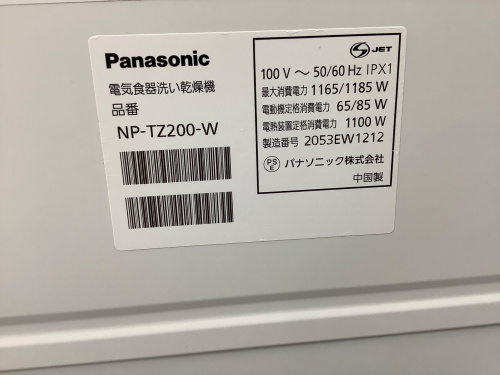 Panasonic
電気食器洗い乾燥機
品番
NP-TZ200-W
S JET
100 V ～ 50/60 Hz IPX1
最大消費電力 1165/1185 W
電動機定格消費電力 65/85 W
電熱装置定格消費電力 1100 W
製造番号 2053EW1212
PS E パナソニック株式会社
中国製